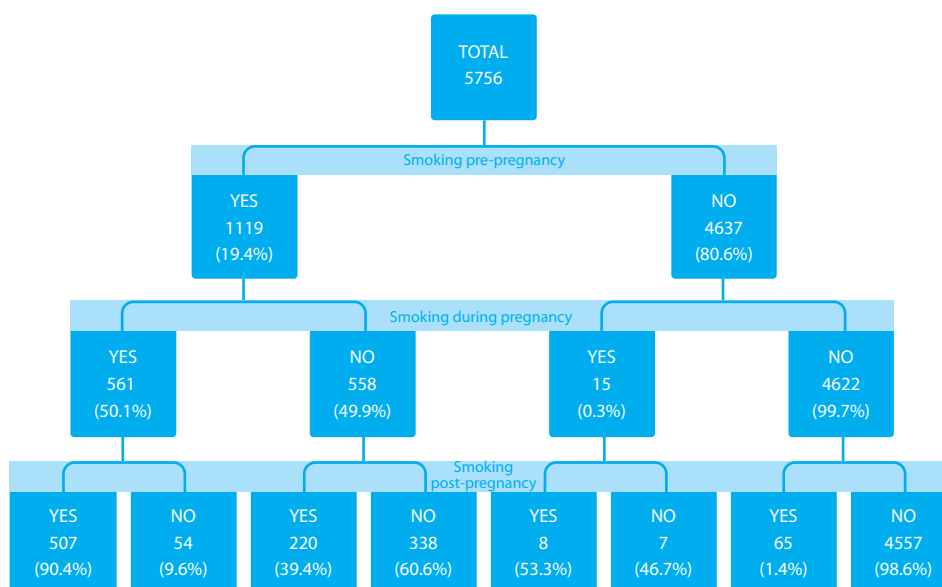 TOTAL
5756
Smoking pre-pregnancy
YES
1119
(19.4%)
NO
4637
(80.6%)
Smoking during pregnancy
YES
561
(50.1%)
NO
558
(49.9%)
YES
15
(0.3%)
NO
4622
(99.7%)
Smoking
post-pregnancy
YES
507
(90.4%)
NO
54
(9.6%)
YES
220
(39.4%)
NO
338
(60.6%)
YES
8
(53.3%)
NO
7
(46.7%)
YES
65
(1.4%)
NO
4557
(98.6%)